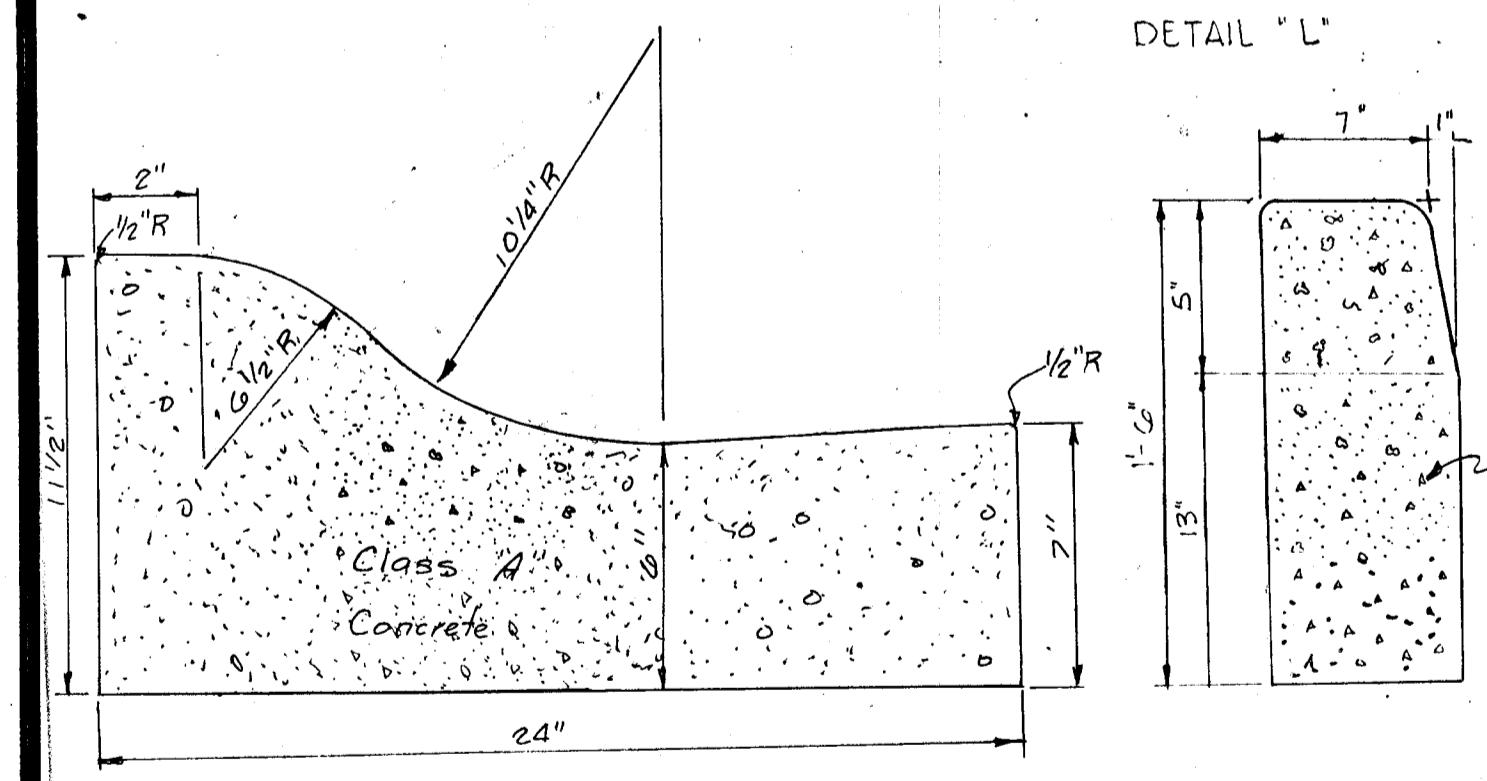 DETAIL "L"
2"
1/2" R
10 1/4" R
7"
1"
6 1/2" R.
11 1/2"
5"
1/2" R
1'-6"
13"
6"
7"
Class "A"
Concrete
24"